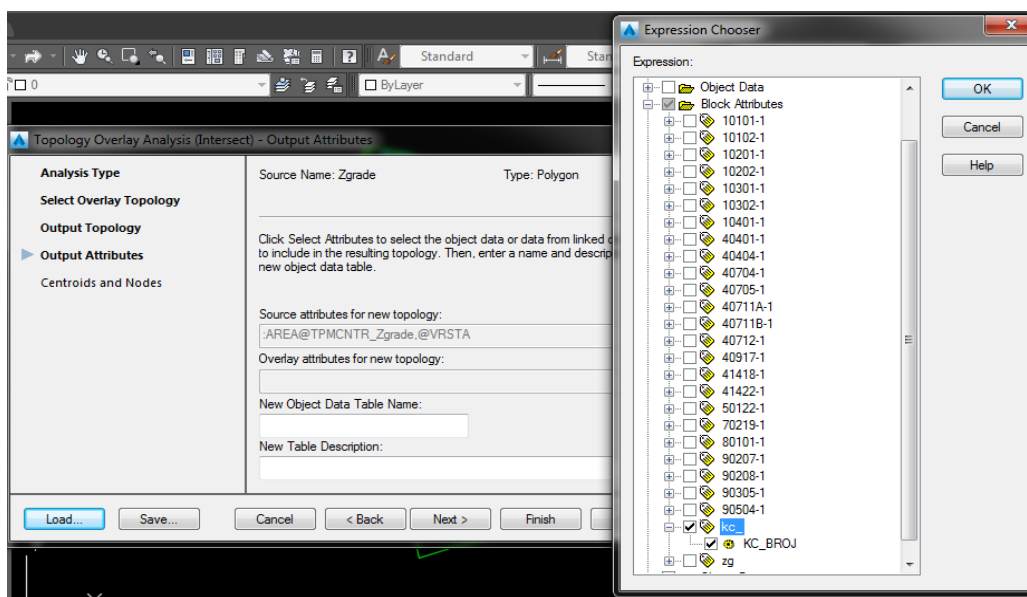 Standard
Stan
0
ByLayer
Topology Overlay Analysis (Intersect) - Output Attributes
Analysis Type
Select Overlay Topology
Output Topology
Output Attributes
Centroids and Nodes
Source Name: Zgrade
Type: Polygon
Click Select Attributes to select the object data or data from linked
to include in the resulting topology. Then, enter a name and descrip
new object data table.
Source attributes for new topology:
:AREA@TPMCNTR_Zgrade,@VRSTA
Overlay attributes for new topology:
New Object Data Table Name:
New Table Description:
Load...
Save...
Cancel
< Back
Next >
Finish
Expression Chooser
Expression:
Object Data
Block Attributes
10101-1
10102-1
10201-1
10202-1
10301-1
10302-1
10401-1
40401-1
40404-1
40704-1
40705-1
40711A-1
40711B-1
40712-1
40917-1
41418-1
41422-1
50122-1
70219-1
80101-1
90207-1
90208-1
90305-1
90504-1
kc_
KC_BROJ
zg
OK
Cancel
Help